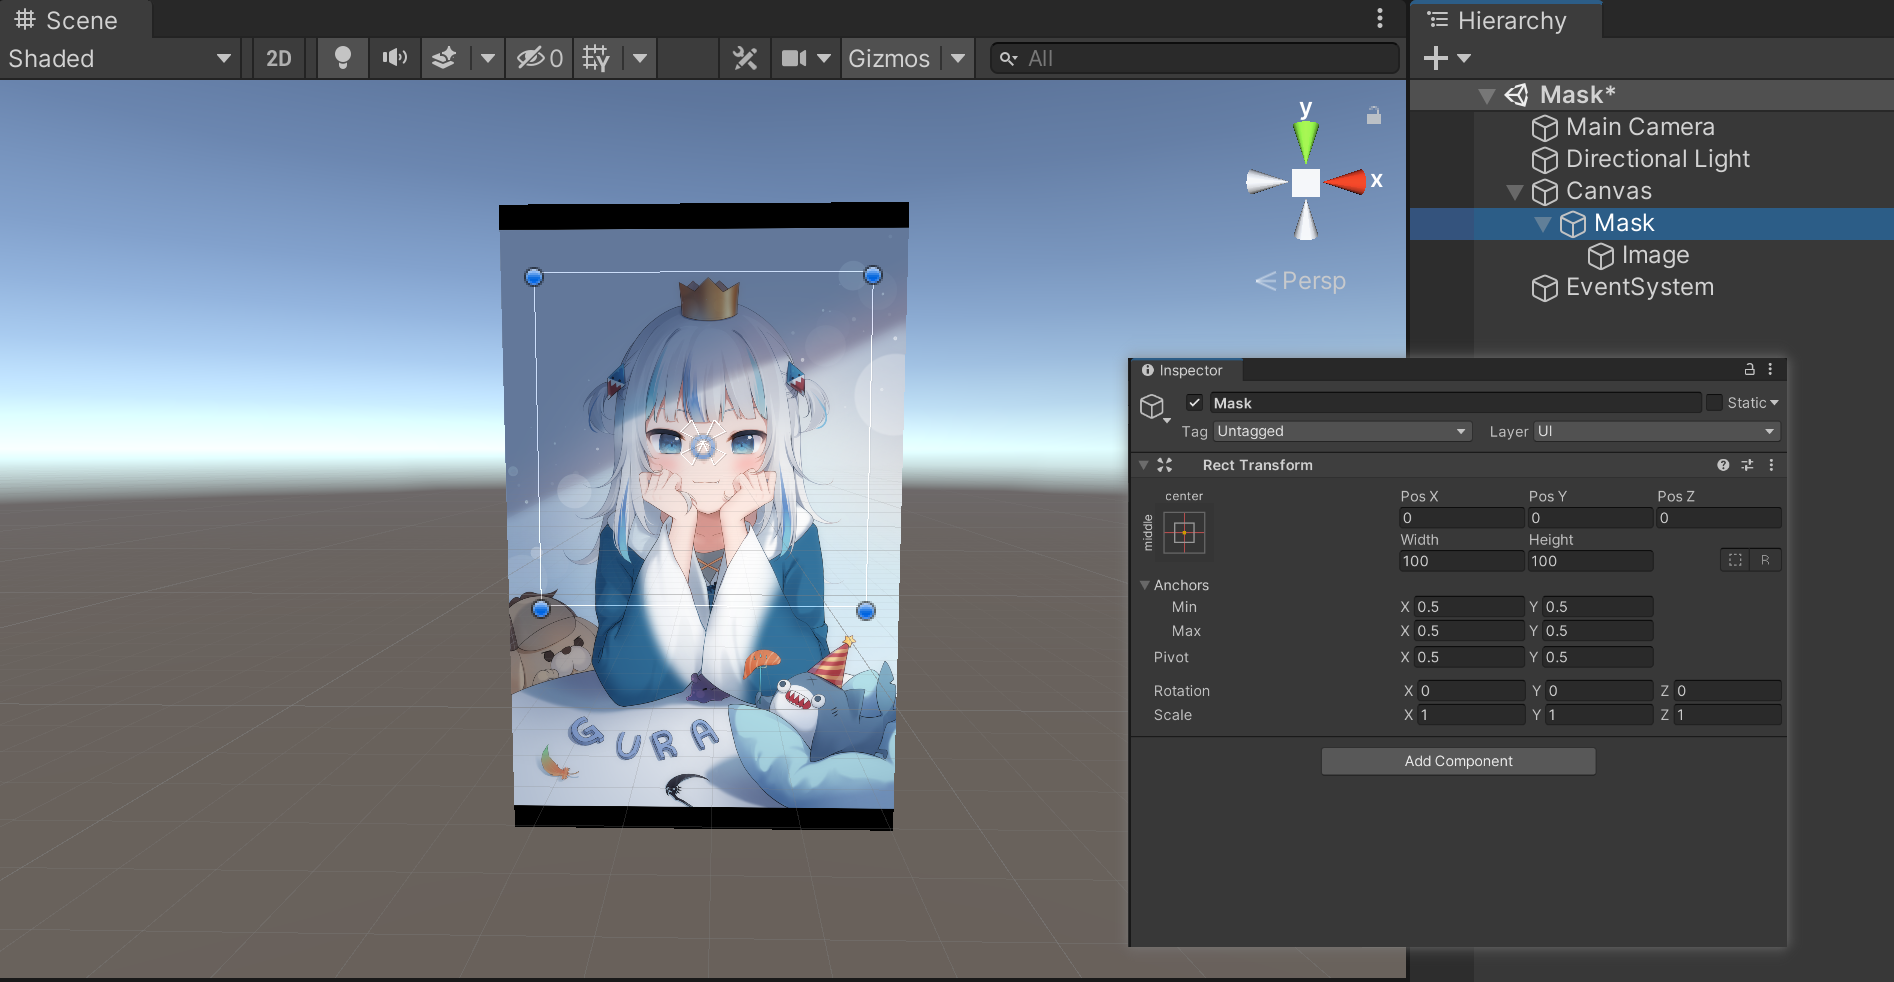 Scene
Shaded
2D
0
Gizmos
All
y
x
Persp
GURA
Hierarchy
Mask*
Main Camera
Directional Light
Canvas
Mask
Image
EventSystem
Inspector
Mask
Static
Tag Untagged Layer UI
Rect Transform
center
middle
Pos X Pos Y Pos Z
0 0 0
Width Height
100 100 R
Anchors
Min X 0.5 Y 0.5
Max X 0.5 Y 0.5
Pivot X 0.5 Y 0.5
Rotation X 0 Y 0 Z 0
Scale X 1 Y 1 Z 1
Add Component